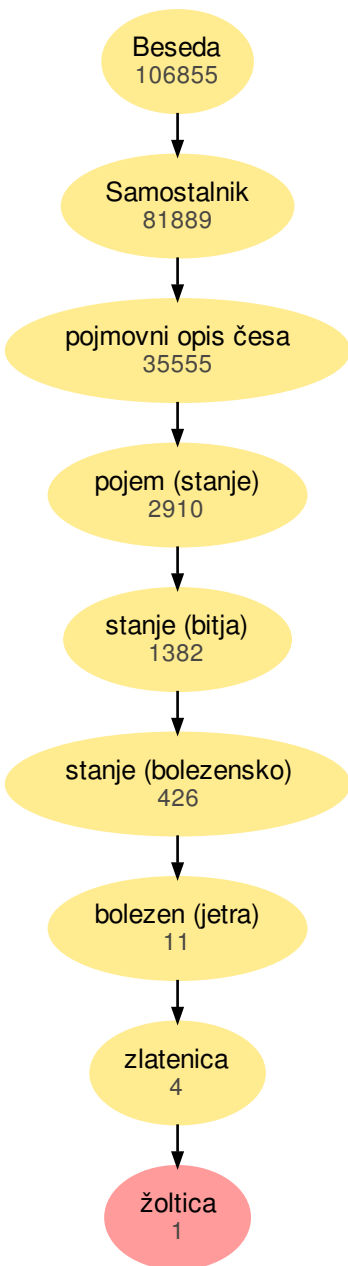 Beseda
106855
Samostalnik
81889
pojmovni opis česa
35555
pojem (stanje)
2910
stanje (bitja)
1382
stanje (bolezensko)
426
bolezen (jetra)
11
zlatenica
4
žoltica
1